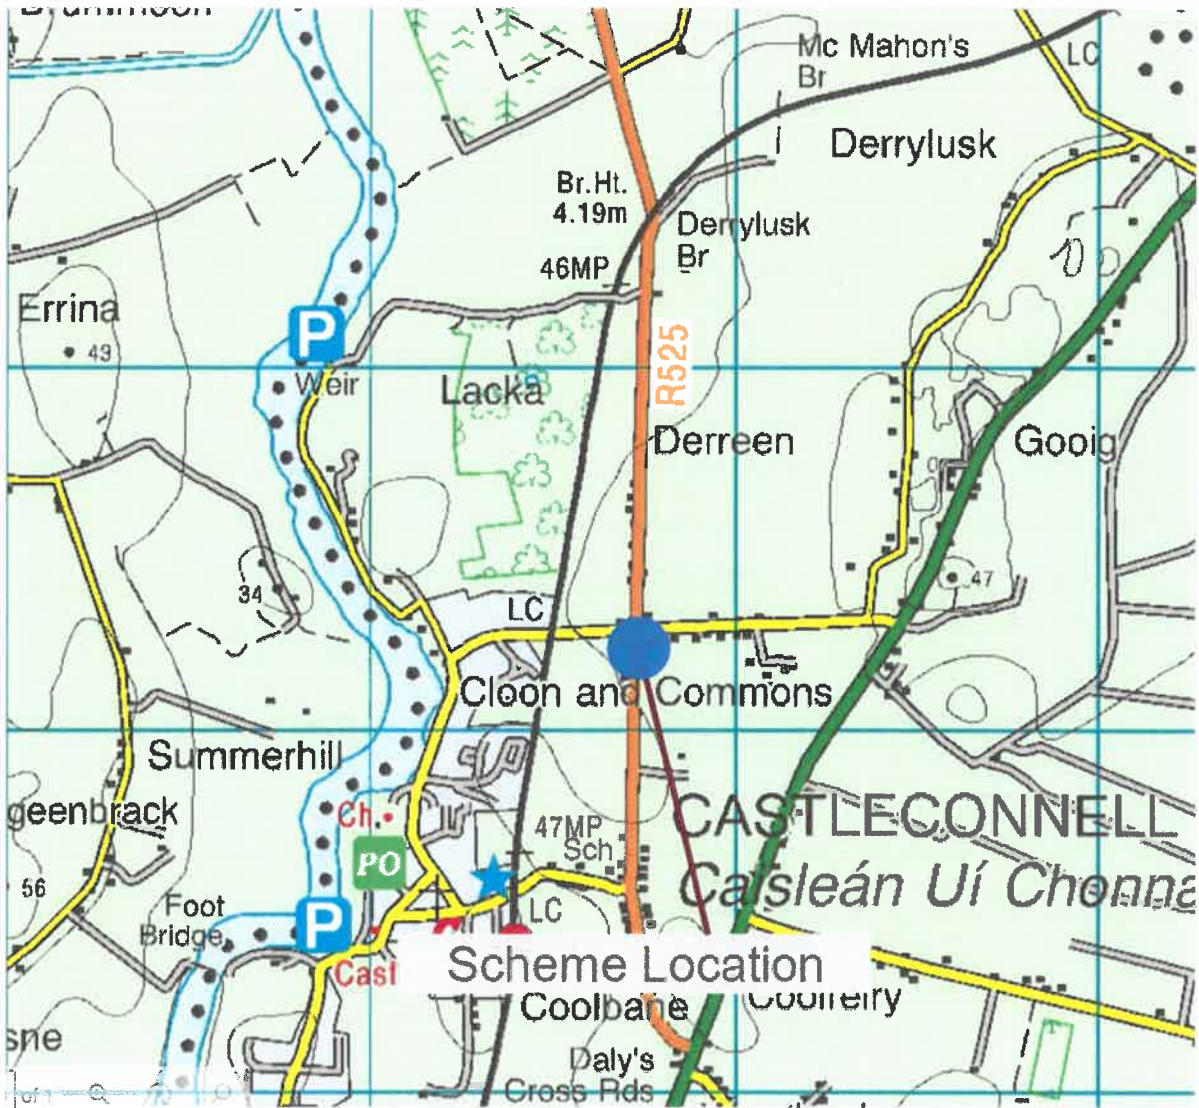 Mc Mahon's
Br
LC
Derrylusk
Br.Ht.
4.19m
Derrylusk
Br
46MP
Errina
43
P
Weir
Lacka
R525
Derreen
Gooig
47
34
LC
Cloon and Commons
Summerhill
geenbrack
Ch.
PO
47MP
Sch
CASTLECONNELL
Caisleán Uí Chonna
56
Foot
Bridge
P
LC
Cast
Scheme Location
Coolbane
sne
Daly's
Cross Rds
of